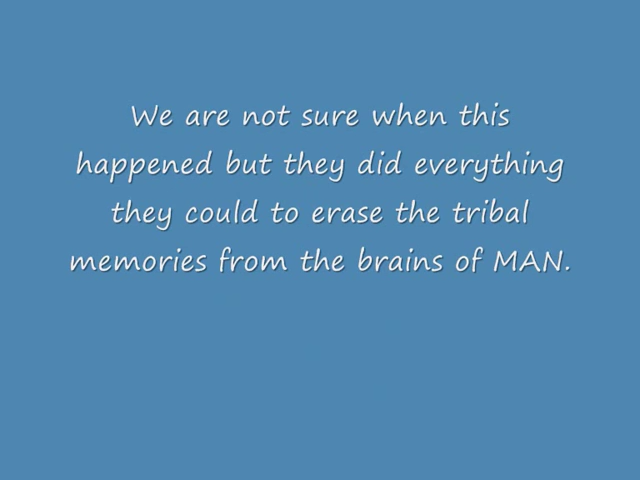 We are not sure when this
happened but they did everything
they could to erase the tribal
memories from the brains of MAN.